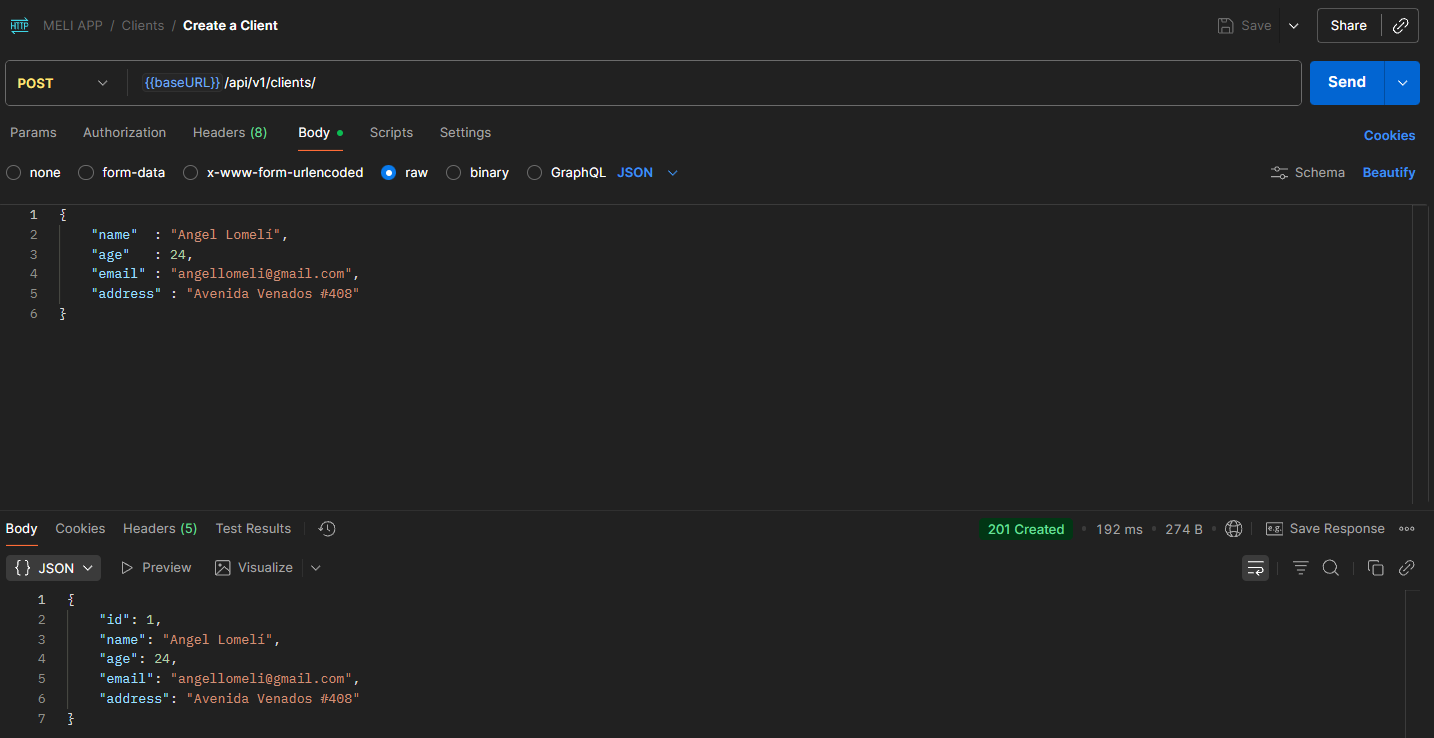 HTTP MELI APP / Clients / Create a Client Save Share
POST {{baseURL}} /api/v1/clients/ Send
Params Authorization Headers (8) Body Scripts Settings Cookies
none form-data x-www-form-urlencoded raw binary GraphQL JSON Schema Beautify
1 {
2 "name"  : "Angel Lomelí",
3 "age"   : 24,
4 "email" : "angellomeli@gmail.com",
5 "address" : "Avenida Venados #408"
6 }
Body Cookies Headers (5) Test Results 201 Created • 192 ms • 274 B • e.g. Save Response
{} JSON Preview Visualize
1 {
2 "id": 1,
3 "name": "Angel Lomelí",
4 "age": 24,
5 "email": "angellomeli@gmail.com",
6 "address": "Avenida Venados #408"
7 }